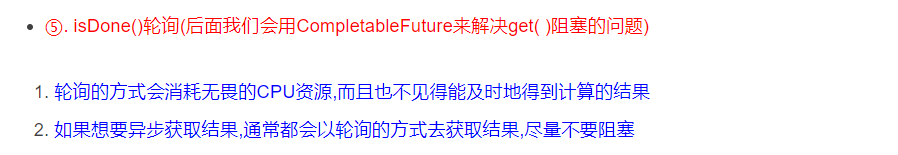 • ⑤. isDone()轮询(后面我们会用CompletableFuture来解决get( )阻塞的问题)
1. 轮询的方式会消耗无畏的CPU资源,而且也不见得能及时地得到计算的结果
2. 如果想要异步获取结果,通常都会以轮询的方式去获取结果,尽量不要阻塞